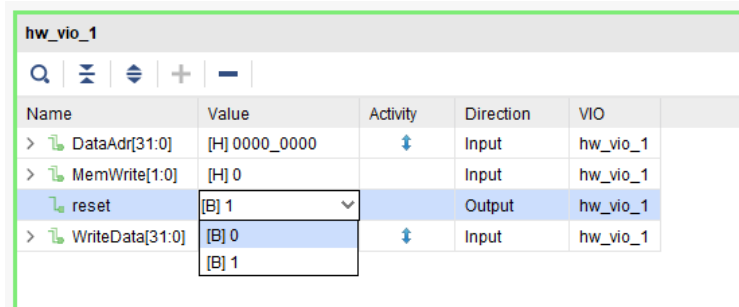 hw_vio_1
Name Value Activity Direction VIO
DataAdr[31:0] [H] 0000_0000 Input hw_vio_1
MemWrite[1:0] [H] 0 Input hw_vio_1
reset [B] 1 Output hw_vio_1
WriteData[31:0] [B] 0 Input hw_vio_1
[B] 1